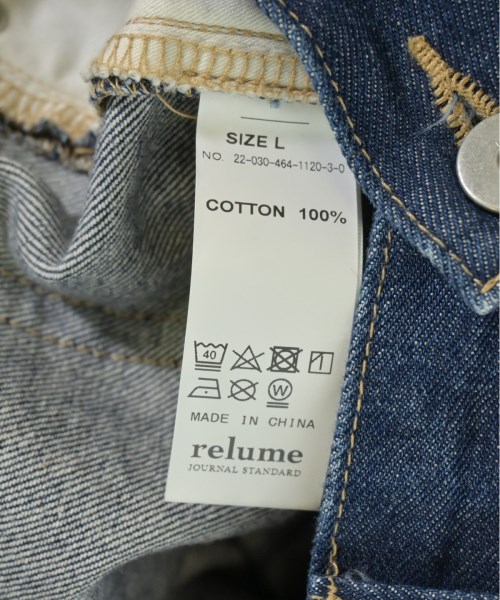 SIZE L
NO. 22-030-464-1120-3-0
COTTON 100%
40
W
MADE IN CHINA
relume
JOURNAL STANDARD